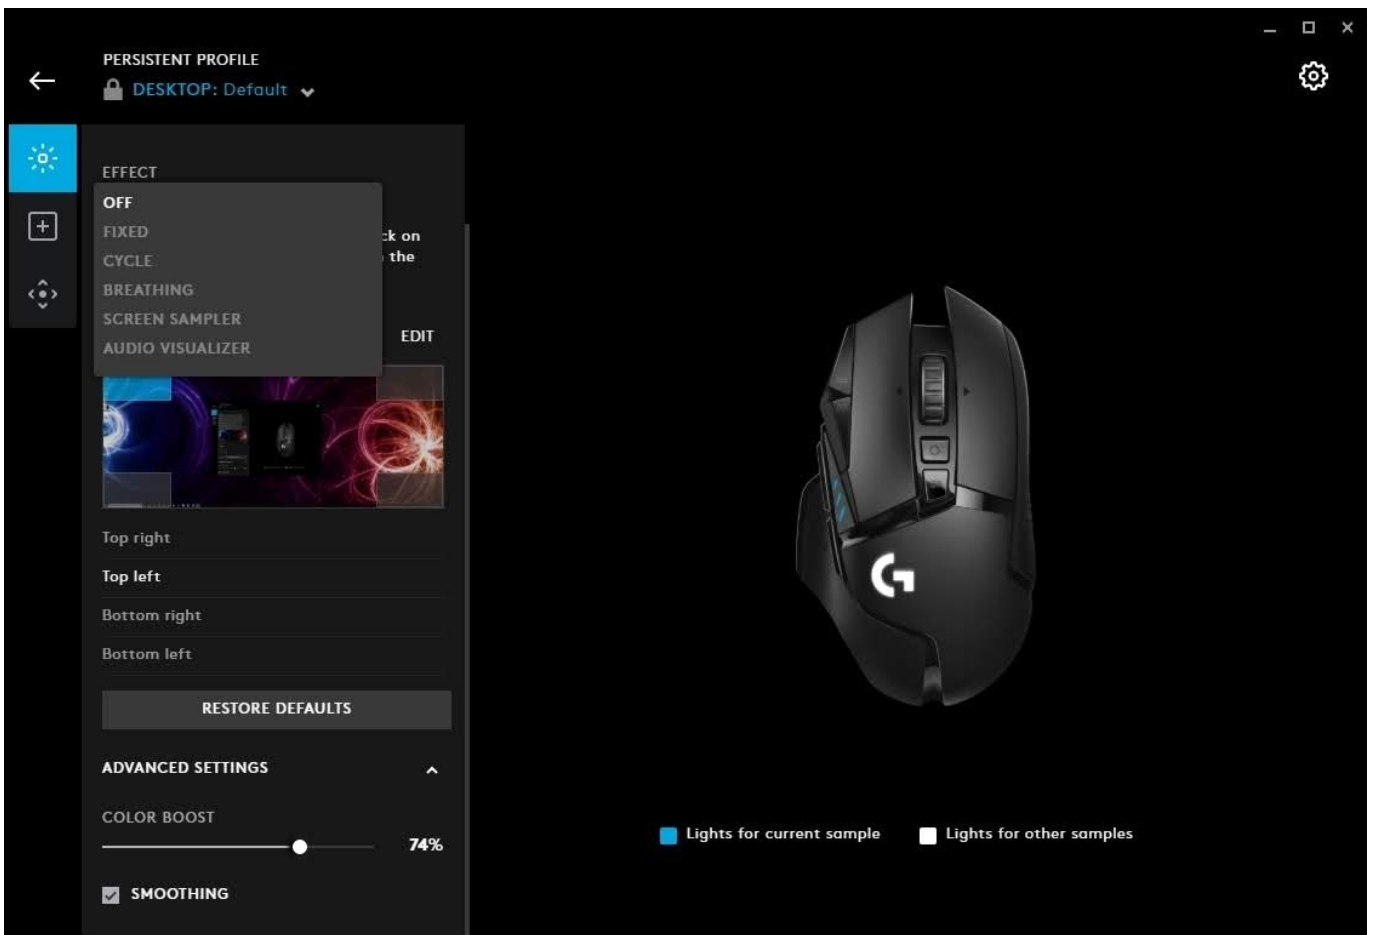 PERSISTENT PROFILE
DESKTOP: Default
EFFECT
OFF
FIXED
CYCLE
BREATHING
SCREEN SAMPLER
AUDIO VISUALIZER
on
the
EDIT
Top right
Top left
Bottom right
Bottom left
RESTORE DEFAULTS
ADVANCED SETTINGS
COLOR BOOST
74%
SMOOTHING
G
Lights for current sample
Lights for other samples